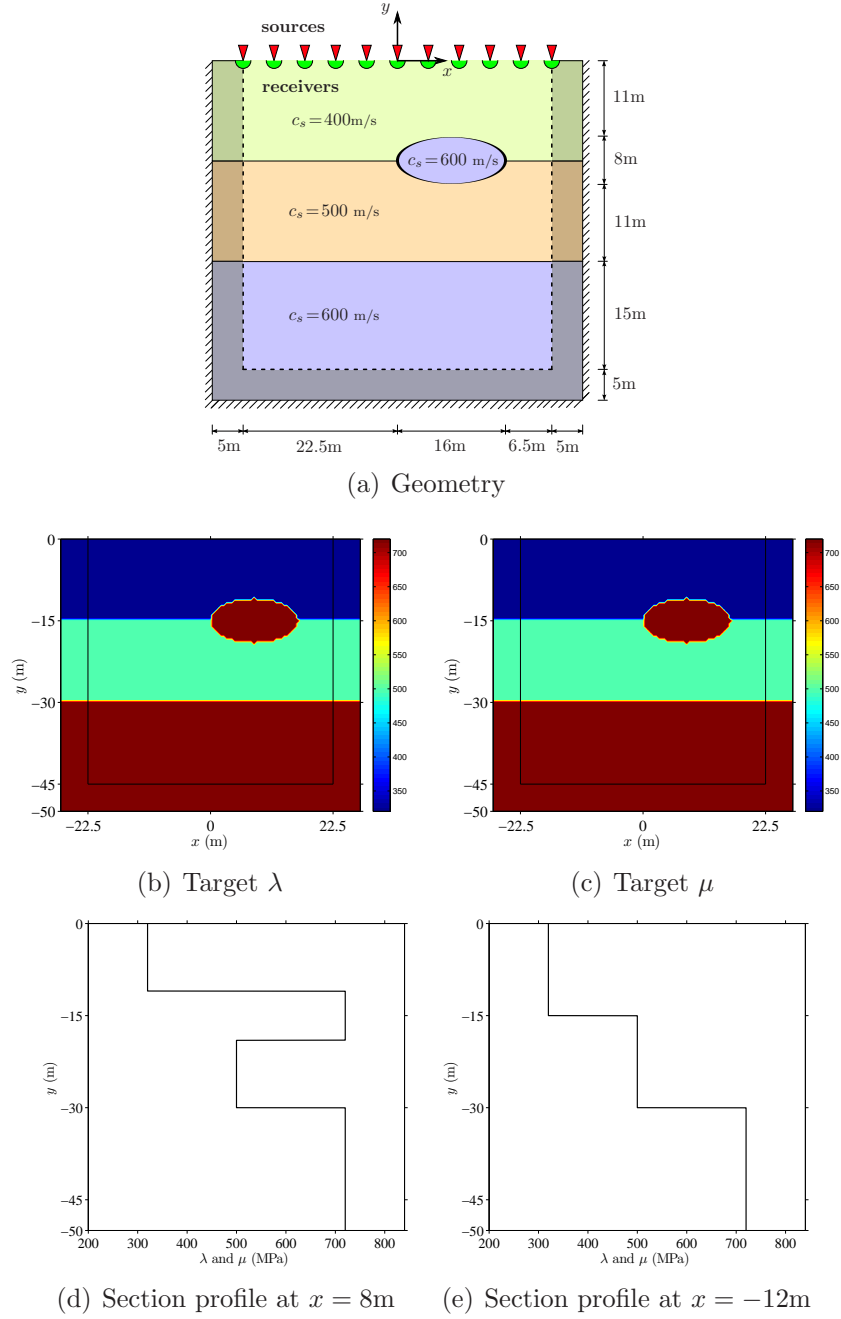 y
sources
x
receivers
11m
c_s = 400m/s
c_s = 600 m/s
8m
c_s = 500 m/s
11m
c_s = 600 m/s
15m
5m
5m 22.5m 16m 6.5m 5m
(a) Geometry
0
−15
−30
−45
−50
y (m)
−22.5 0 22.5
x (m)
700
650
600
550
500
450
400
350
(b) Target λ
0
−15
−30
−45
−50
y (m)
−22.5 0 22.5
x (m)
700
650
600
550
500
450
400
350
(c) Target μ
0
−15
−30
−45
−50
y (m)
200 300 400 500 600 700 800
λ and μ (MPa)
(d) Section profile at x = 8m
0
−15
−30
−45
−50
y (m)
200 300 400 500 600 700 800
λ and μ (MPa)
(e) Section profile at x = −12m